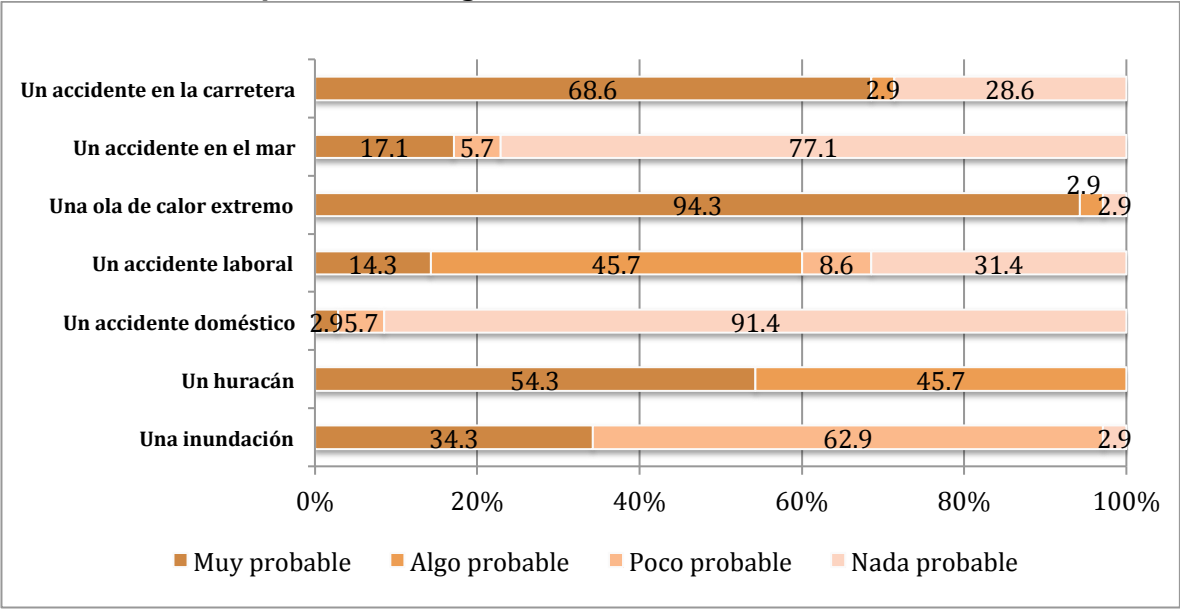 Un accidente en la carretera 68.6 2.9 28.6
Un accidente en el mar 17.1 5.7 77.1
Una ola de calor extremo 94.3 2.9 2.9
Un accidente laboral 14.3 45.7 8.6 31.4
Un accidente doméstico 2.9 5.7 91.4
Un huracán 54.3 45.7
Una inundación 34.3 62.9 2.9
0% 20% 40% 60% 80% 100%
Muy probable Algo probable Poco probable Nada probable